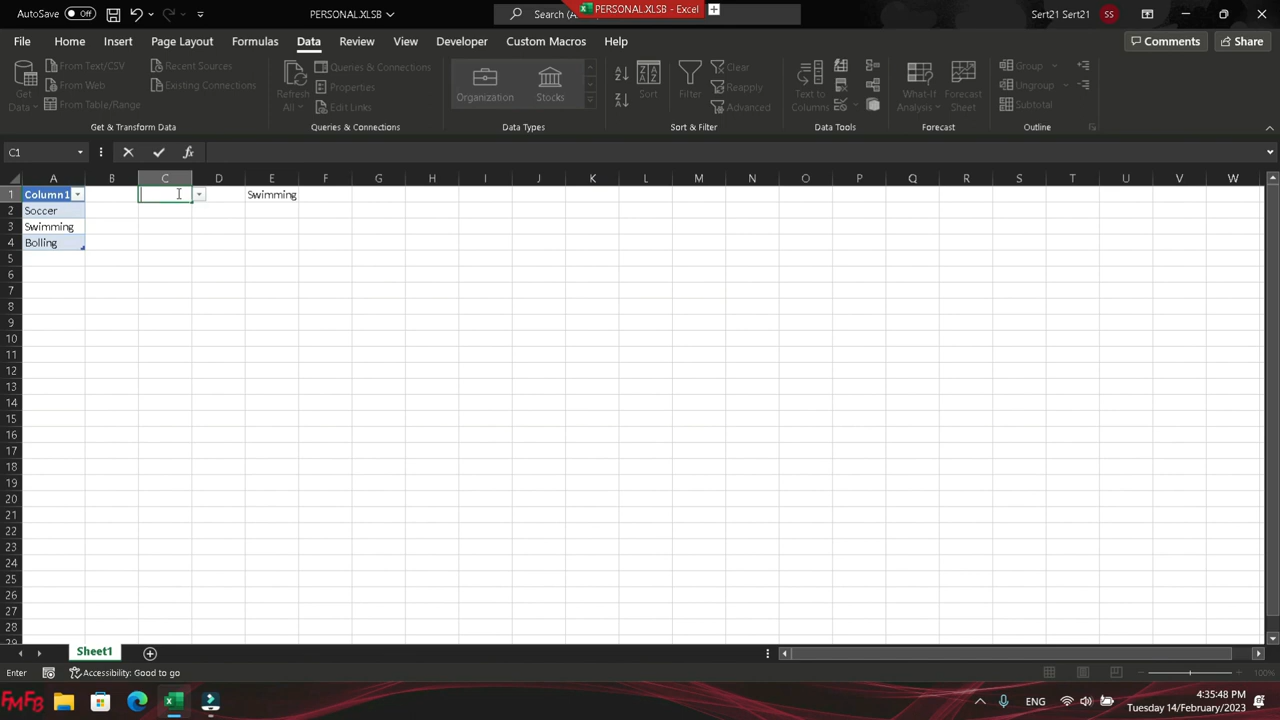 AutoSave Off PERSONAL.XLSB Search (A PERSONAL.XLSB - Excel Sert21 Sert21 SS
File Home Insert Page Layout Formulas Data Review View Developer Custom Macros Help Comments Share
Get Data From Text/CSV From Web From Table/Range Recent Sources Existing Connections
Get & Transform Data
Refresh All Queries & Connections Properties Edit Links
Queries & Connections
Organization Stocks
Data Types
Sort Filter Clear Reapply Advanced
Sort & Filter
Text to Columns
Data Tools
What-If Analysis Forecast Sheet
Forecast
Group Ungroup Subtotal
Outline
C1 fx
A B C D E F G H I J K L M N O P Q R S T U V W
1 Column1 Swimming
2 Soccer
3 Swimming
4 Bolling
5
6
7
8
9
10
11
12
13
14
15
16
17
18
19
20
21
22
23
24
25
26
27
28
29
Sheet1
Enter Accessibility: Good to go 100%
FMFB ENG 4:35:48 PM
Tuesday 14/February/2023